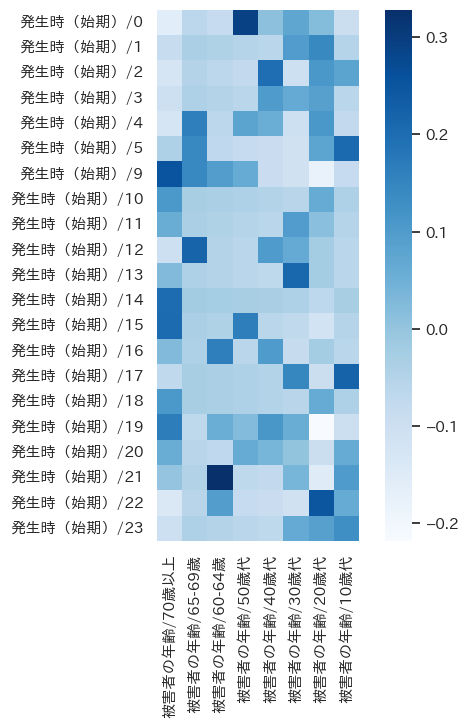 発生時（始期）/0
発生時（始期）/1
発生時（始期）/2
発生時（始期）/3
発生時（始期）/4
発生時（始期）/5
発生時（始期）/9
発生時（始期）/10
発生時（始期）/11
発生時（始期）/12
発生時（始期）/13
発生時（始期）/14
発生時（始期）/15
発生時（始期）/16
発生時（始期）/17
発生時（始期）/18
発生時（始期）/19
発生時（始期）/20
発生時（始期）/21
発生時（始期）/22
発生時（始期）/23
被害者の年齢/70歳以上
被害者の年齢/65-69歳
被害者の年齢/60-64歳
被害者の年齢/50歳代
被害者の年齢/40歳代
被害者の年齢/30歳代
被害者の年齢/20歳代
被害者の年齢/10歳代
0.3
0.2
0.1
0.0
−0.1
−0.2